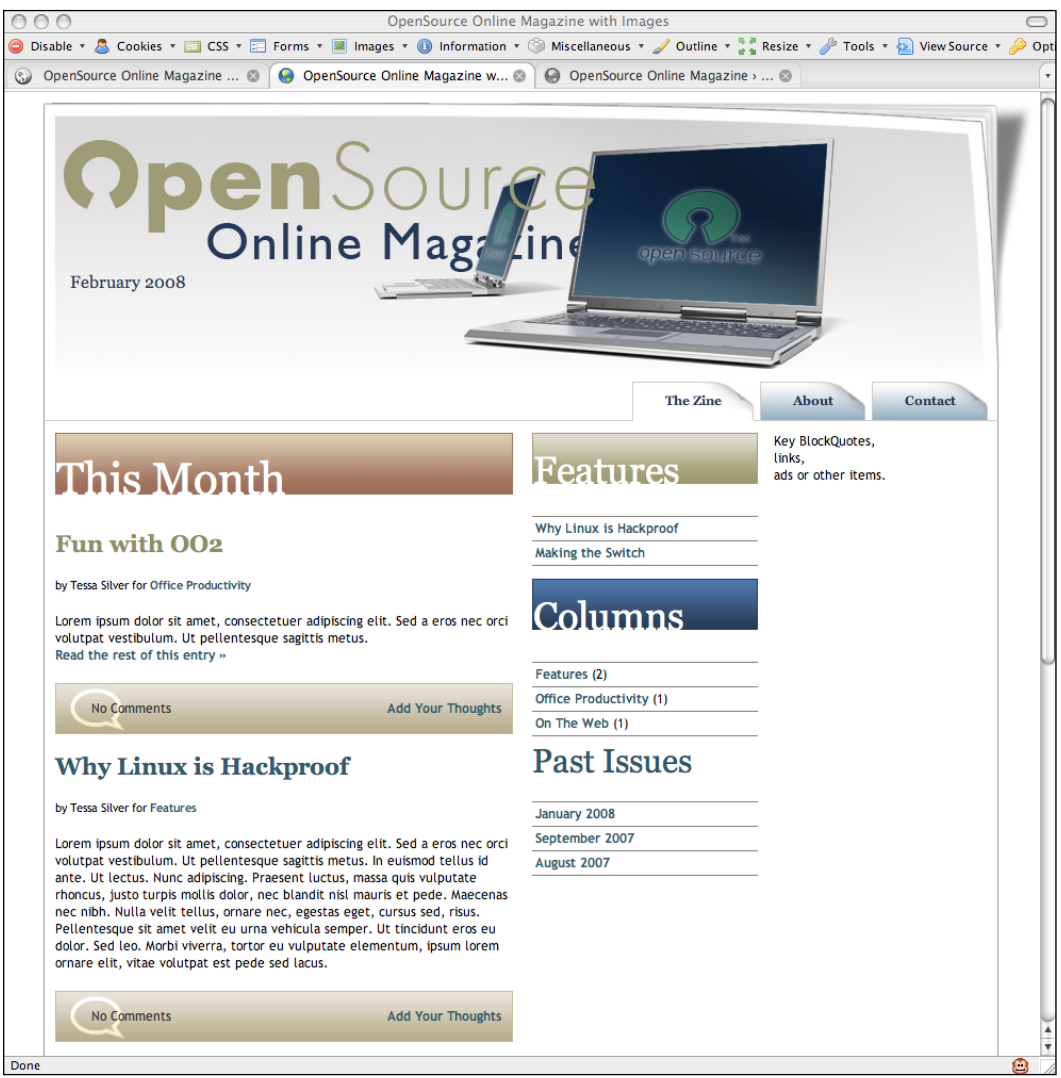 OpenSource Online Magazine with Images
Disable Cookies CSS Forms Images Information Miscellaneous Outline Resize Tools View Source Opti
OpenSource Online Magazine ... OpenSource Online Magazine w... OpenSource Online Magazine › ...
OpenSource
Online Magazine
February 2008
open source
The Zine About Contact
This Month
Fun with OO2
by Tessa Silver for Office Productivity
Lorem ipsum dolor sit amet, consectetuer adipiscing elit. Sed a eros nec orci
volutpat vestibulum. Ut pellentesque sagittis metus.
Read the rest of this entry »
No Comments Add Your Thoughts
Why Linux is Hackproof
by Tessa Silver for Features
Lorem ipsum dolor sit amet, consectetuer adipiscing elit. Sed a eros nec orci
volutpat vestibulum. Ut pellentesque sagittis metus. In euismod tellus id
ante. Ut lectus. Nunc adipiscing. Praesent luctus, massa quis vulputate
rhoncus, justo turpis mollis dolor, nec blandit nisl mauris et pede. Maecenas
nec nibh. Nulla velit tellus, ornare nec, egestas eget, cursus sed, risus.
Pellentesque sit amet velit eu urna vehicula semper. Ut tincidunt eros eu
dolor. Sed leo. Morbi viverra, tortor eu vulputate elementum, ipsum lorem
ornare elit, vitae volutpat est pede sed lacus.
No Comments Add Your Thoughts
Features
Why Linux is Hackproof
Making the Switch
Columns
Features (2)
Office Productivity (1)
On The Web (1)
Past Issues
January 2008
September 2007
August 2007
Key BlockQuotes,
links,
ads or other items.
Done